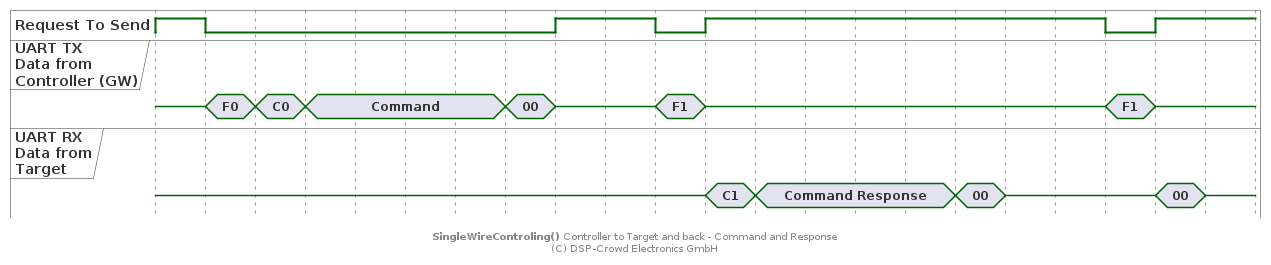 Request To Send
UART TX
Data from
Controller (GW)
F0 C0 Command 00 F1 F1
UART RX
Data from
Target
C1 Command Response 00 00
SingleWireControling() Controller to Target and back - Command and Response
(C) DSP-Crowd Electronics GmbH